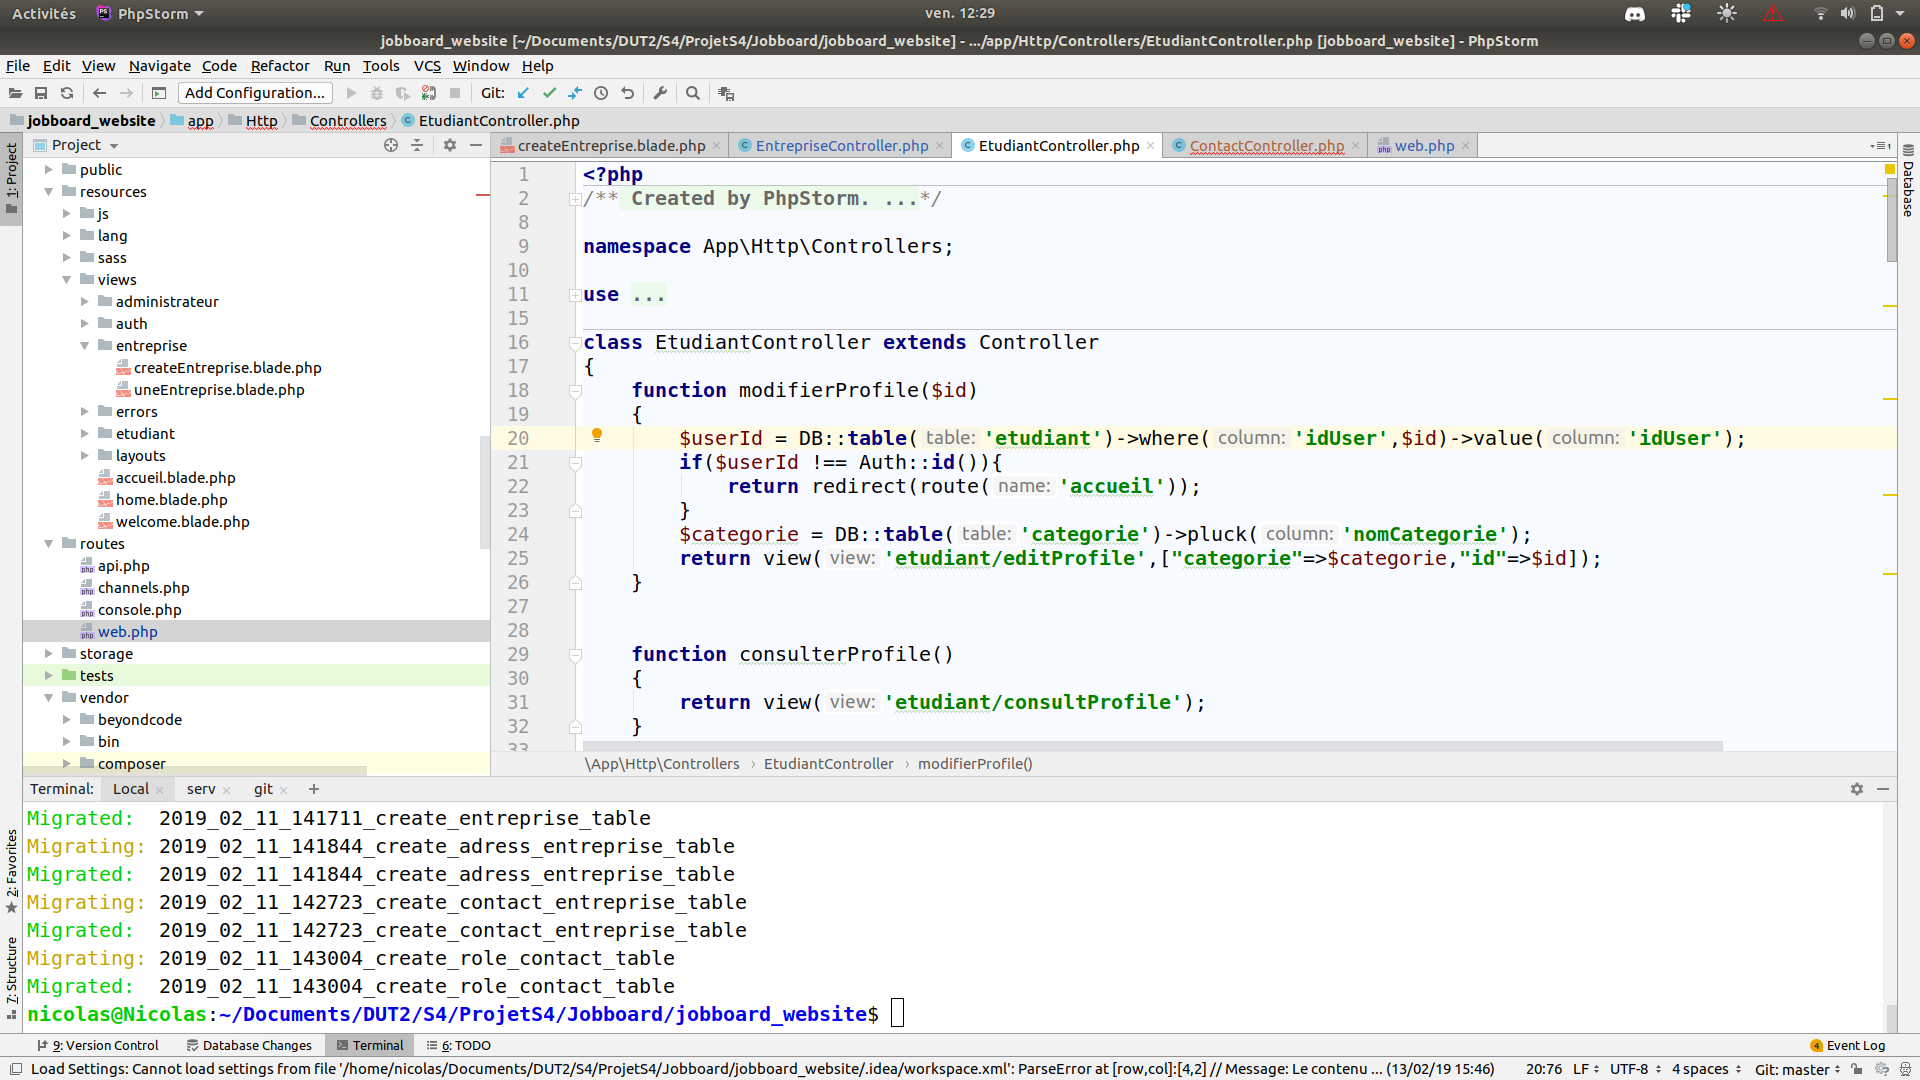 Activités PhpStorm ven. 12:29
jobboard_website [~/Documents/DUT2/S4/ProjetS4/Jobboard/jobboard_website] - .../app/Http/Controllers/EtudiantController.php [jobboard_website] - PhpStorm
File Edit View Navigate Code Refactor Run Tools VCS Window Help
Add Configuration... Git:
jobboard_website app Http Controllers EtudiantController.php
Project createEntreprise.blade.php EntrepriseController.php EtudiantController.php ContactController.php web.php
1: Project
Database
public
resources
js
lang
sass
views
administrateur
auth
entreprise
createEntreprise.blade.php
uneEntreprise.blade.php
errors
etudiant
layouts
accueil.blade.php
home.blade.php
welcome.blade.php
routes
api.php
channels.php
console.php
web.php
storage
tests
vendor
beyondcode
bin
composer
1 <?php
2 /** Created by PhpStorm. ...*/
8
9 namespace App\Http\Controllers;
10
11 use ...
15
16 class EtudiantController extends Controller
17 {
18 function modifierProfile($id)
19 {
20 $userId = DB::table( table: 'etudiant')->where( column: 'idUser',$id)->value( column: 'idUser');
21 if($userId !== Auth::id()){
22 return redirect(route( name: 'accueil'));
23 }
24 $categorie = DB::table( table: 'categorie')->pluck( column: 'nomCategorie');
25 return view( view: 'etudiant/editProfile',["categorie"=>$categorie,"id"=>$id]);
26 }
27
28
29 function consulterProfile()
30 {
31 return view( view: 'etudiant/consultProfile');
32 }
33
\App\Http\Controllers › EtudiantController › modifierProfile()
Terminal: Local serv git +
Migrated: 2019_02_11_141711_create_entreprise_table
Migrating: 2019_02_11_141844_create_adress_entreprise_table
Migrated: 2019_02_11_141844_create_adress_entreprise_table
Migrating: 2019_02_11_142723_create_contact_entreprise_table
Migrated: 2019_02_11_142723_create_contact_entreprise_table
Migrating: 2019_02_11_143004_create_role_contact_table
Migrated: 2019_02_11_143004_create_role_contact_table
nicolas@Nicolas:~/Documents/DUT2/S4/ProjetS4/Jobboard/jobboard_website$
2: Favorites
7: Structure
9: Version Control Database Changes Terminal 6: TODO 4 Event Log
Load Settings: Cannot load settings from file '/home/nicolas/Documents/DUT2/S4/ProjetS4/Jobboard/jobboard_website/.idea/workspace.xml': ParseError at [row,col]:[4,2] // Message: Le contenu ... (13/02/19 15:46) 20:76 LF UTF-8 4 spaces Git: master